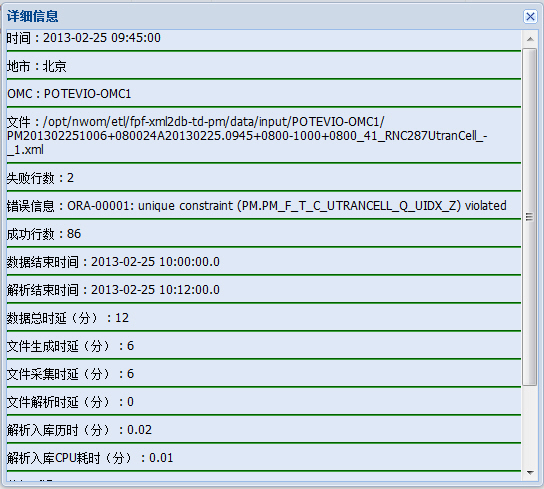 详细信息
时间：2013-02-25 09:45:00
地市：北京
OMC：POTEVIO-OMC1
文件：/opt/nwom/etl/fpf-xml2db-td-pm/data/input/POTEVIO-OMC1/
PM201302251006+080024A20130225.0945+0800-1000+0800_41_RNC287UtranCell_-
_1.xml
失败行数：2
错误信息：ORA-00001: unique constraint (PM.PM_F_T_C_UTRANCELL_Q_UIDX_Z) violated
成功行数：86
数据结束时间：2013-02-25 10:00:00.0
解析结束时间：2013-02-25 10:12:00.0
数据总时延（分）：12
文件生成时延（分）：6
文件采集时延（分）：6
文件解析时延（分）：0
解析入库历时（分）：0.02
解析入库CPU耗时（分）：0.01